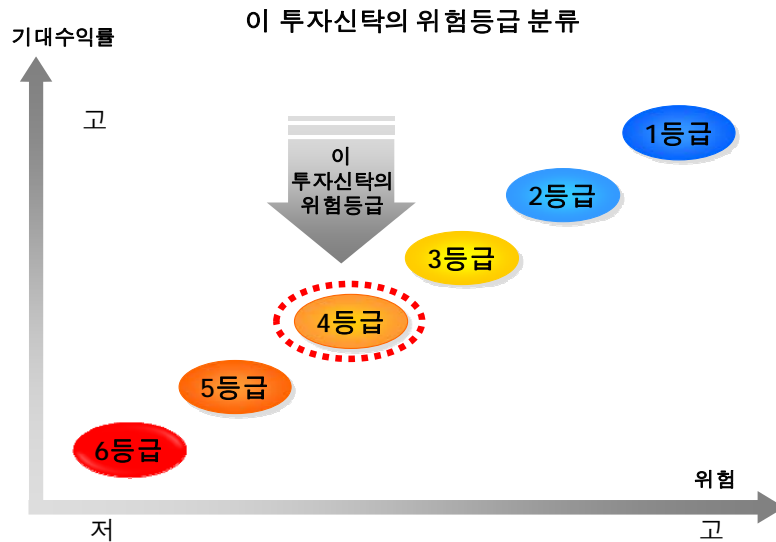 이 투자신탁의 위험등급 분류
기대수익률
고
1등급
이
투자신탁의
위험등급
2등급
3등급
4등급
5등급
6등급
위험
저
고